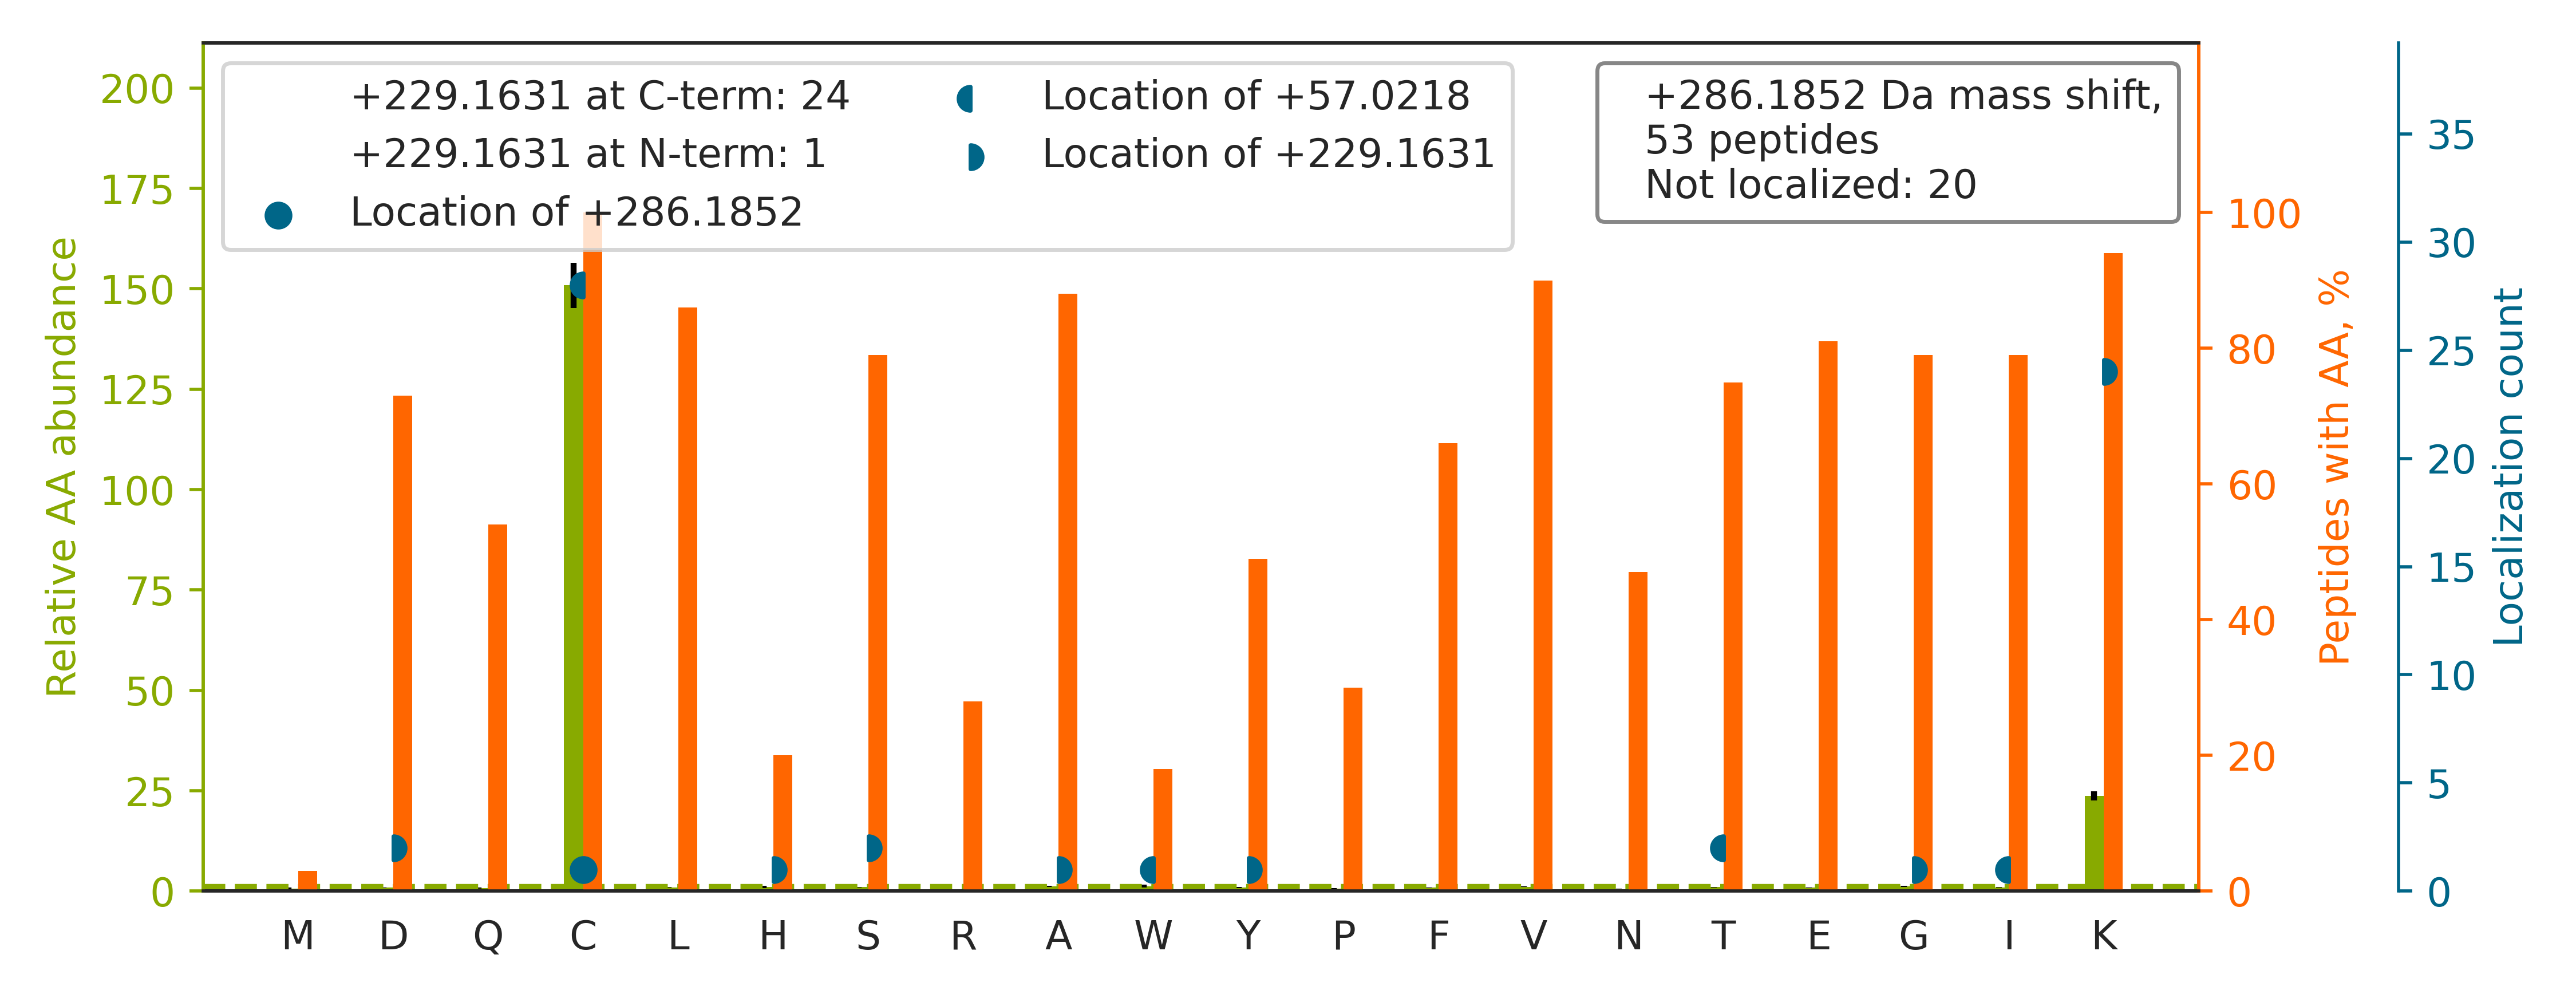 +229.1631 at C-term: 24
+229.1631 at N-term: 1
Location of +286.1852
Location of +57.0218
Location of +229.1631
+286.1852 Da mass shift,
53 peptides
Not localized: 20
Relative AA abundance
200
175
150
125
100
75
50
25
0
Peptides with AA, %
100
80
60
40
20
0
Localization count
35
30
25
20
15
10
5
0
M D Q C L H S R A W Y P F V N T E G I K